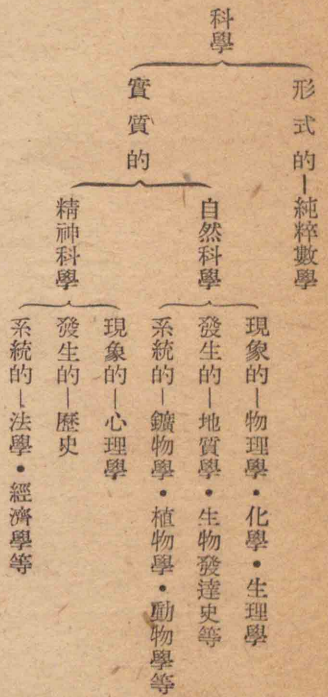 科學
形式的—純粹數學
實質的
自然科學
現象的—物理學・化學・生理學
發生的—地質學・生物發達史等
系統的—鑛物學・植物學・動物學等
精神科學
現象的—心理學
發生的—歷史
系統的—法學・經濟學等